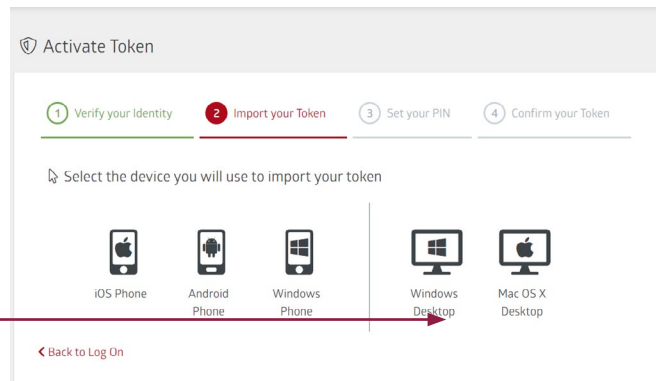 Activate Token
1 Verify your Identity 2 Import your Token 3 Set your PIN 4 Confirm your Token
Select the device you will use to import your token
iOS Phone
Android
Phone
Windows
Phone
Windows
Desktop
Mac OS X
Desktop
Back to Log On